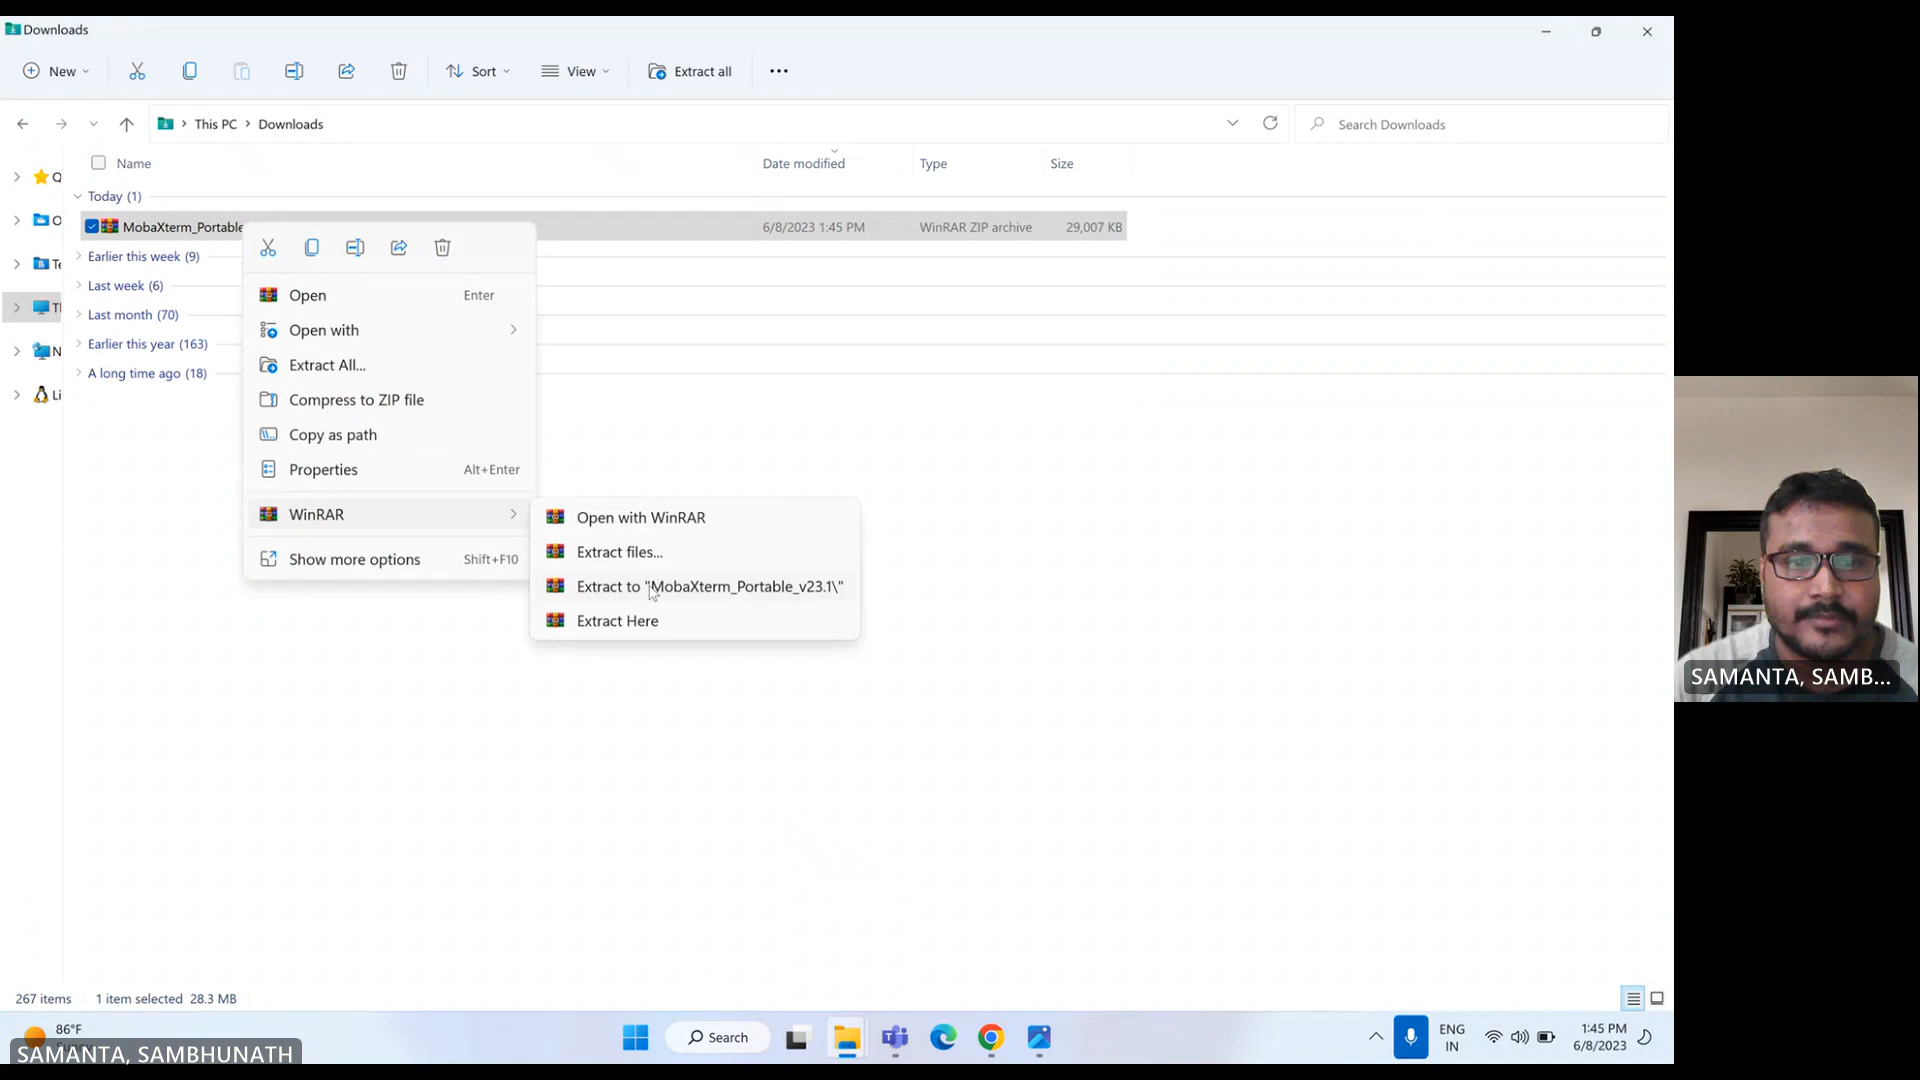 Downloads
New
Sort
View
Extract all
This PC
Downloads
Search Downloads
Name
Date modified
Type
Size
Today (1)
MobaXterm_Portable
6/8/2023 1:45 PM
WinRAR ZIP archive
29,007 KB
Earlier this week (9)
Last week (6)
Last month (70)
Earlier this year (163)
A long time ago (18)
Q
O
Te
Tl
N
Li
Open
Enter
Open with
Extract All...
Compress to ZIP file
Copy as path
Properties
Alt+Enter
WinRAR
Show more options
Shift+F10
Open with WinRAR
Extract files...
Extract to "MobaXterm_Portable_v23.1\"
Extract Here
SAMANTA, SAMB...
267 items
1 item selected 28.3 MB
86°F
Search
ENG
IN
1:45 PM
6/8/2023
SAMANTA, SAMBHUNATH